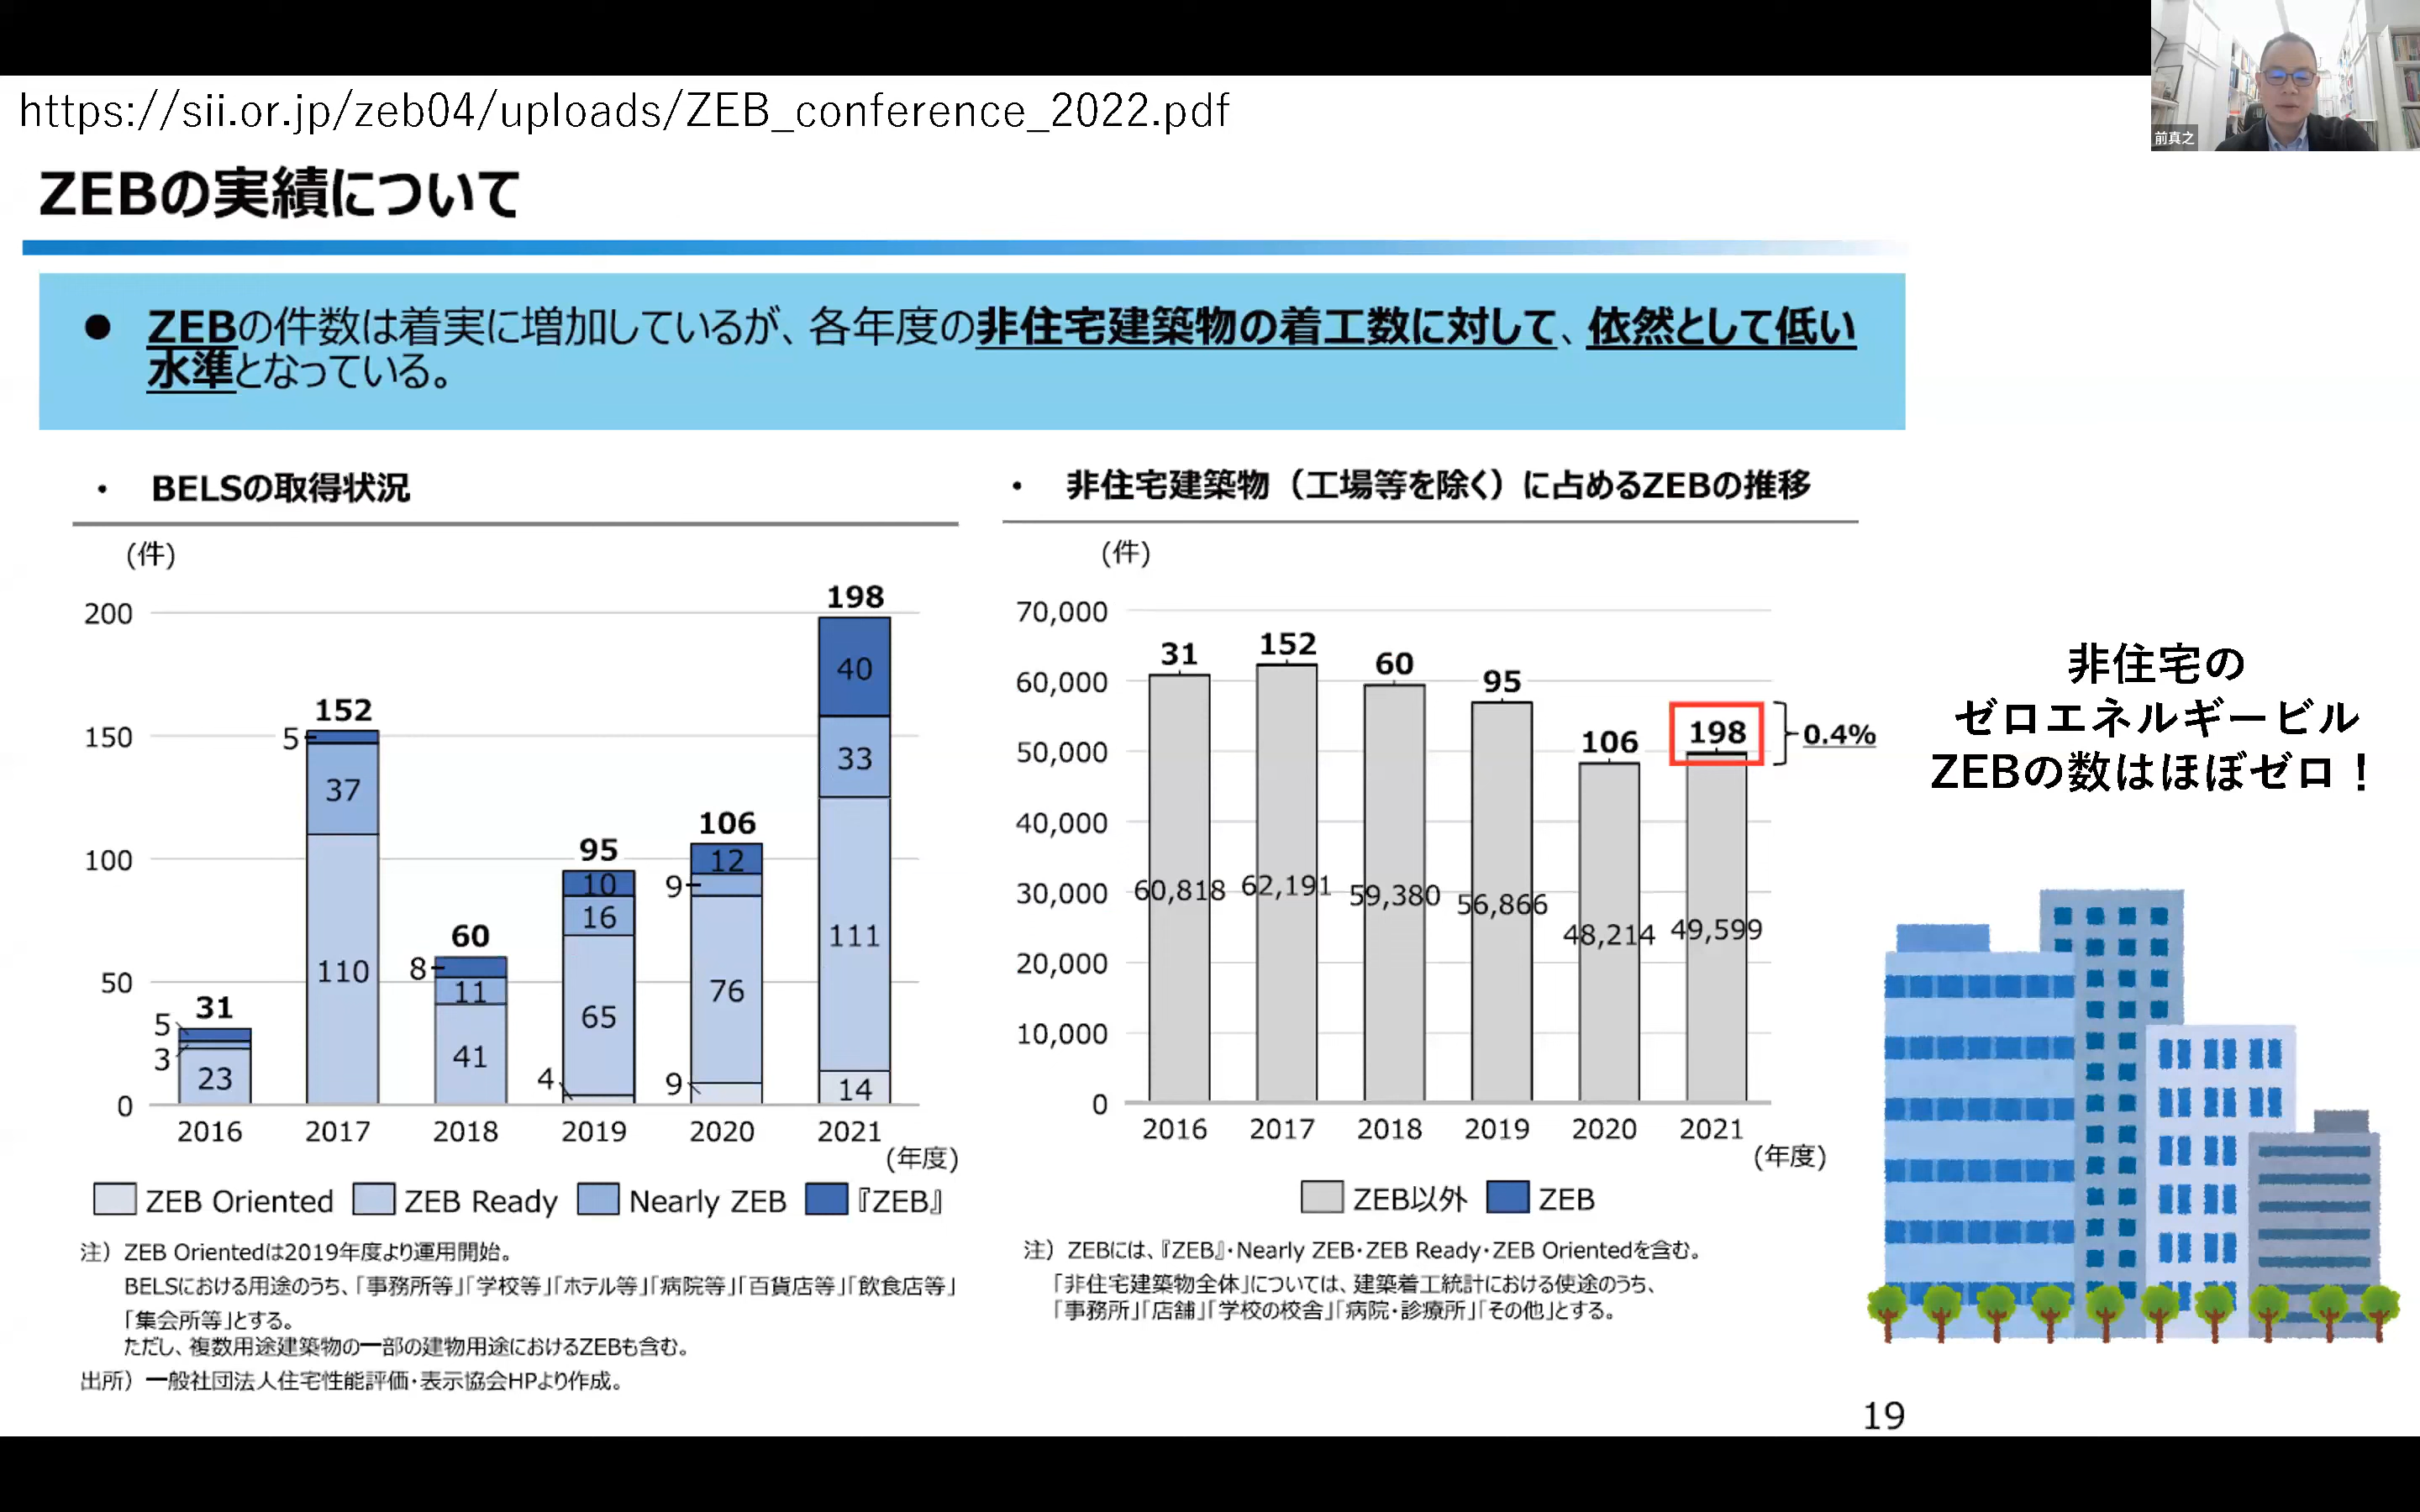 https://sii.or.jp/zeb04/uploads/ZEB_conference_2022.pdf
前真之
ZEBの実績について
● ZEBの件数は着実に増加しているが、各年度の非住宅建築物の着工数に対して、依然として低い
水準となっている。
・ BELSの取得状況
(件)
200
150
100
50
0
31
5
3
23
152
5
37
110
60
8
11
41
95
10
16
65
4
106
12
9
76
9
198
40
33
111
14
2016 2017 2018 2019 2020 2021
(年度)
ZEB Oriented ZEB Ready Nearly ZEB 『ZEB』
注）ZEB Orientedは2019年度より運用開始。
BELSにおける用途のうち、「事務所等」「学校等」「ホテル等」「病院等」「百貨店等」「飲食店等」
「集会所等」とする。
ただし、複数用途建築物の一部の建物用途におけるZEBも含む。
出所）一般社団法人住宅性能評価・表示協会HPより作成。
・ 非住宅建築物（工場等を除く）に占めるZEBの推移
(件)
70,000
60,000
50,000
40,000
30,000
20,000
10,000
0
31 152 60 95 106 198
0.4%
60,818 62,191 59,380 56,866 48,214 49,599
2016 2017 2018 2019 2020 2021
(年度)
ZEB以外 ZEB
注）ZEBには、『ZEB』・Nearly ZEB・ZEB Ready・ZEB Orientedを含む。
「非住宅建築物全体」については、建築着工統計における使途のうち、
「事務所」「店舗」「学校の校舎」「病院・診療所」「その他」とする。
非住宅の
ゼロエネルギービル
ZEBの数はほぼゼロ！
19